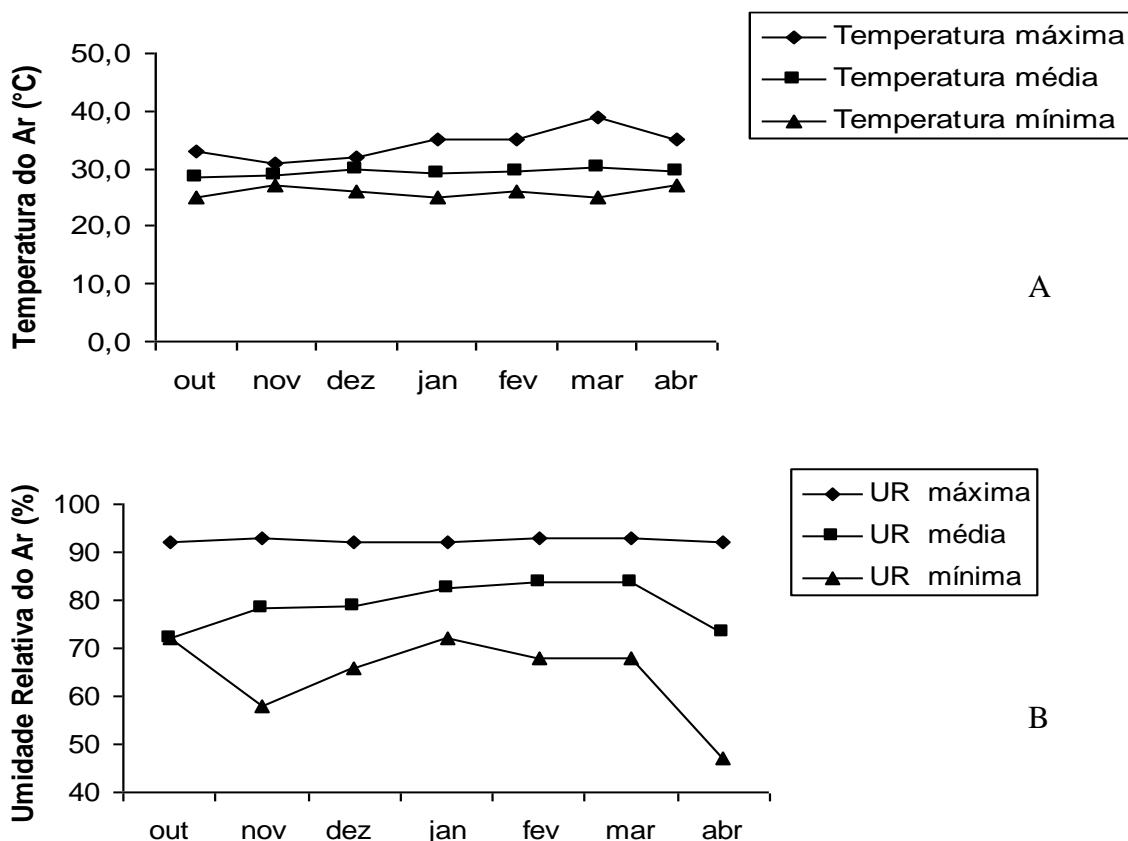 Temperatura do Ar (°C)
50,0
40,0
30,0
20,0
10,0
0,0
out nov dez jan fev mar abr
Temperatura máxima
Temperatura média
Temperatura mínima
A
Umidade Relativa do Ar (%)
100
90
80
70
60
50
40
out nov dez jan fev mar abr
UR máxima
UR média
UR mínima
B